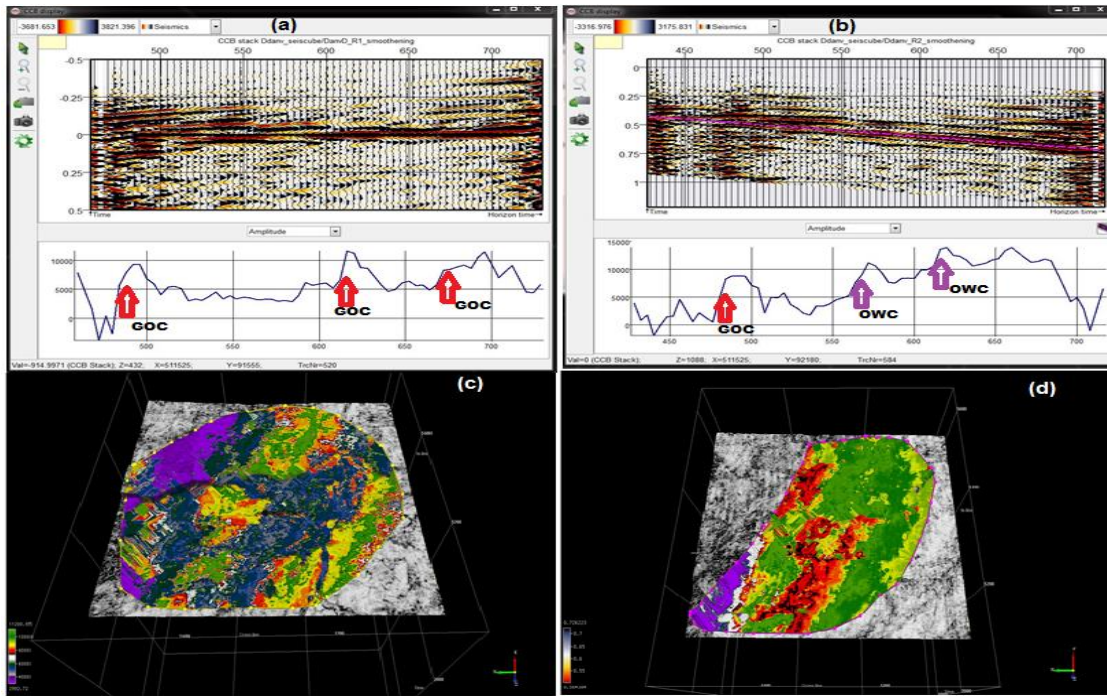 CCB display
-3681.653 3821.396 Seismics (a)
CCB stack Ddanv_seiscube/DamD_R1_smoothening
500 550 600 650 700
-0.5
-0.25
0
0.25
0.5
Time Horizon time
Amplitude
10000
5000
0
GOC GOC GOC
500 550 600 650 700
Val=-914.9971 (CCB Stack); Z=432; X=511525; Y=91555; TrcNr=520
CCB display
-3316.976 3175.831 Seismics (b)
CCB stack Ddanv_seiscube/Ddanv_R2_smoothening
450 500 550 600 650 700
0
0.25
0.5
0.75
1
Time Horizon time
Amplitude
15000
10000
5000
0
GOC OWC OWC
450 500 550 600 650 700
Val=0 (CCB Stack); Z=1088; X=511525; Y=92180; TrcNr=584
(c)
(d)